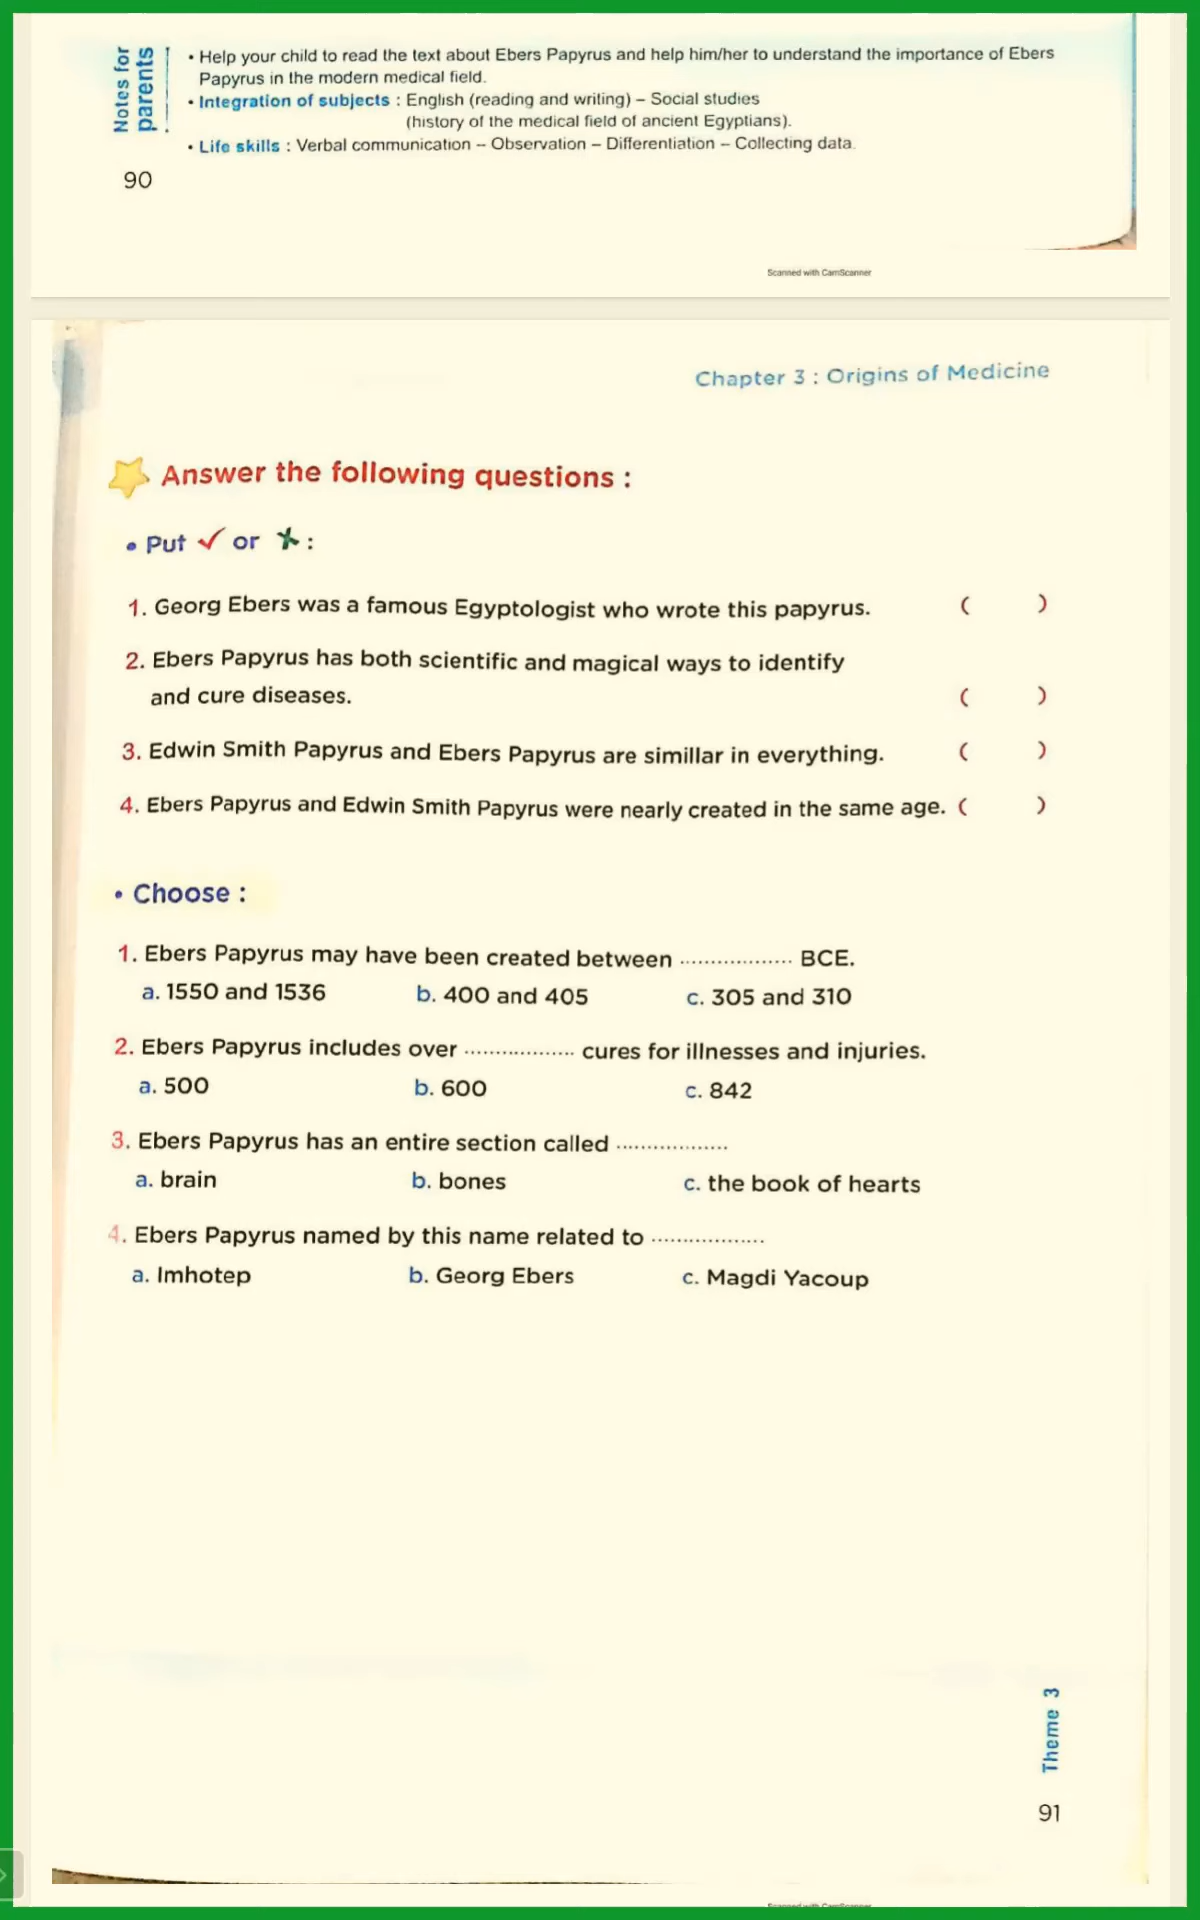 Notes for
parents
• Help your child to read the text about Ebers Papyrus and help him/her to understand the importance of Ebers
Papyrus in the modern medical field.
• Integration of subjects : English (reading and writing) – Social studies
(history of the medical field of ancient Egyptians).
• Life skills : Verbal communication – Observation – Differentiation – Collecting data.
90
Scanned with CamScanner
Chapter 3 : Origins of Medicine
Answer the following questions :
• Put ✓ or ✗ :
1. Georg Ebers was a famous Egyptologist who wrote this papyrus. ( )
2. Ebers Papyrus has both scientific and magical ways to identify
and cure diseases. ( )
3. Edwin Smith Papyrus and Ebers Papyrus are simillar in everything. ( )
4. Ebers Papyrus and Edwin Smith Papyrus were nearly created in the same age. ( )
• Choose :
1. Ebers Papyrus may have been created between .................. BCE.
a. 1550 and 1536 b. 400 and 405 c. 305 and 310
2. Ebers Papyrus includes over .................. cures for illnesses and injuries.
a. 500 b. 600 c. 842
3. Ebers Papyrus has an entire section called ..................
a. brain b. bones c. the book of hearts
4. Ebers Papyrus named by this name related to ..................
a. Imhotep b. Georg Ebers c. Magdi Yacoup
Theme 3
91
Scanned with CamScanner